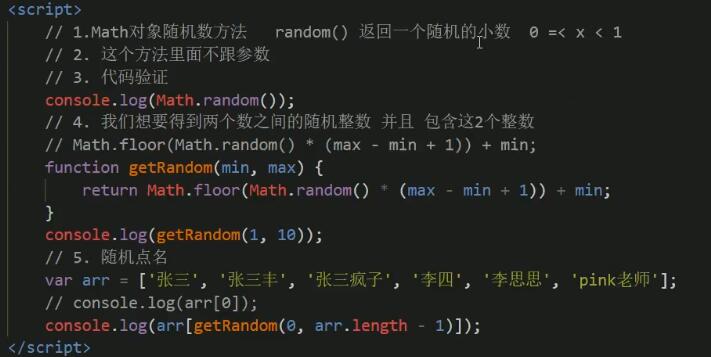 <script>
// 1.Math对象随机数方法 random() 返回一个随机的小数 0 =< x < 1
// 2. 这个方法里面不跟参数
// 3. 代码验证
console.log(Math.random());
// 4. 我们想要得到两个数之间的随机整数 并且 包含这2个整数
// Math.floor(Math.random() * (max - min + 1)) + min;
function getRandom(min, max) {
return Math.floor(Math.random() * (max - min + 1)) + min;
}
console.log(getRandom(1, 10));
// 5. 随机点名
var arr = ['张三', '张三丰', '张三疯子', '李四', '李思思', 'pink老师'];
// console.log(arr[0]);
console.log(arr[getRandom(0, arr.length - 1)]);
</script>